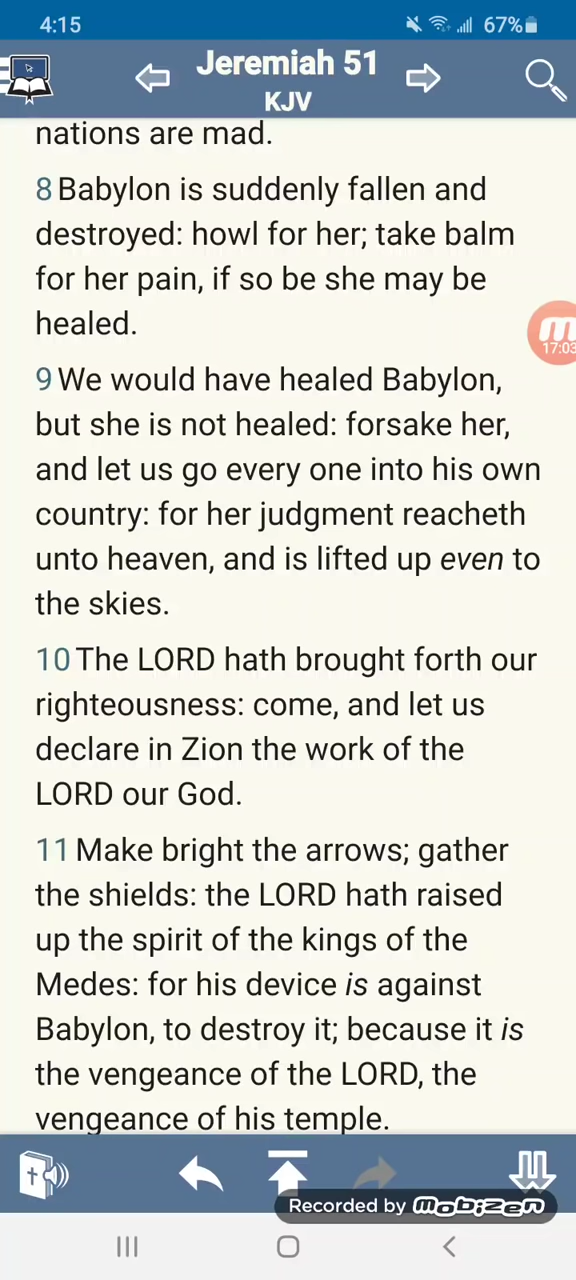 4:15
67%
Jeremiah 51
KJV
nations are mad.
8 Babylon is suddenly fallen and
destroyed: howl for her; take balm
for her pain, if so be she may be
healed.
17:03
9 We would have healed Babylon,
but she is not healed: forsake her,
and let us go every one into his own
country: for her judgment reacheth
unto heaven, and is lifted up even to
the skies.
10 The LORD hath brought forth our
righteousness: come, and let us
declare in Zion the work of the
LORD our God.
11 Make bright the arrows; gather
the shields: the LORD hath raised
up the spirit of the kings of the
Medes: for his device is against
Babylon, to destroy it; because it is
the vengeance of the LORD, the
vengeance of his temple.
Recorded by mobizen